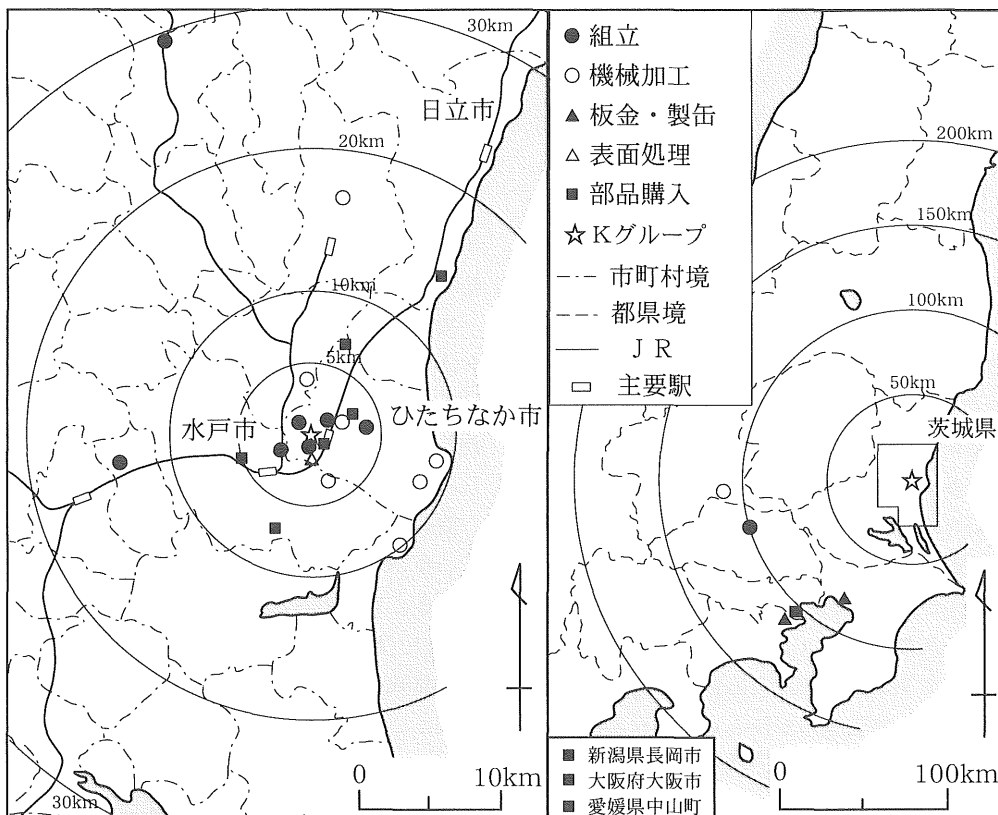 30km
日立市
20km
10km
5km
水戸市
ひたちなか市
30km
0 10km
組立
機械加工
板金・製缶
表面処理
部品購入
Kグループ
市町村境
都県境
ＪＲ
主要駅
200km
150km
100km
50km
茨城県
新潟県長岡市
大阪府大阪市
愛媛県中山町
0 100km